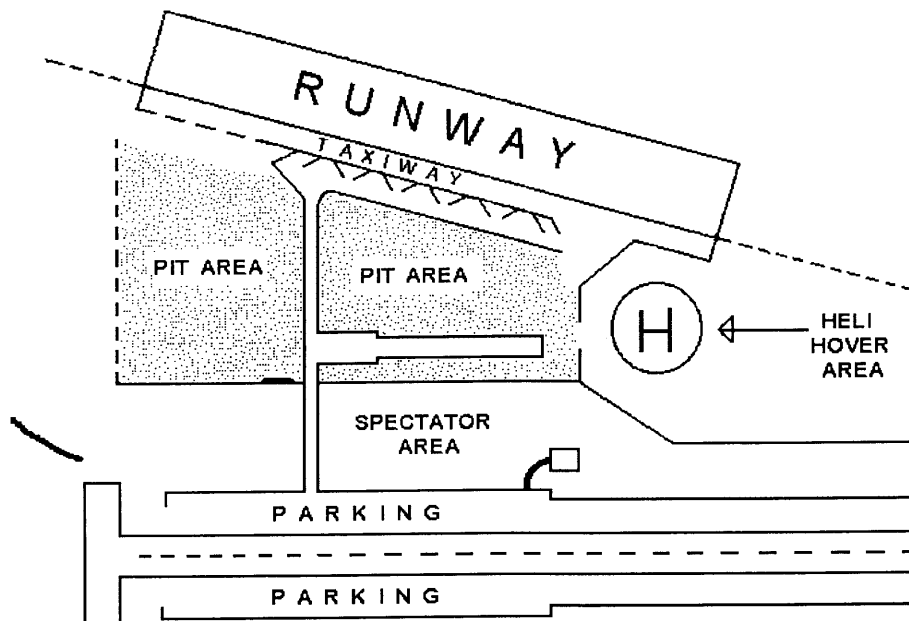 RUNWAY
TAXIWAY
PIT AREA
PIT AREA
H
HELI
HOVER
AREA
SPECTATOR
AREA
PARKING
PARKING